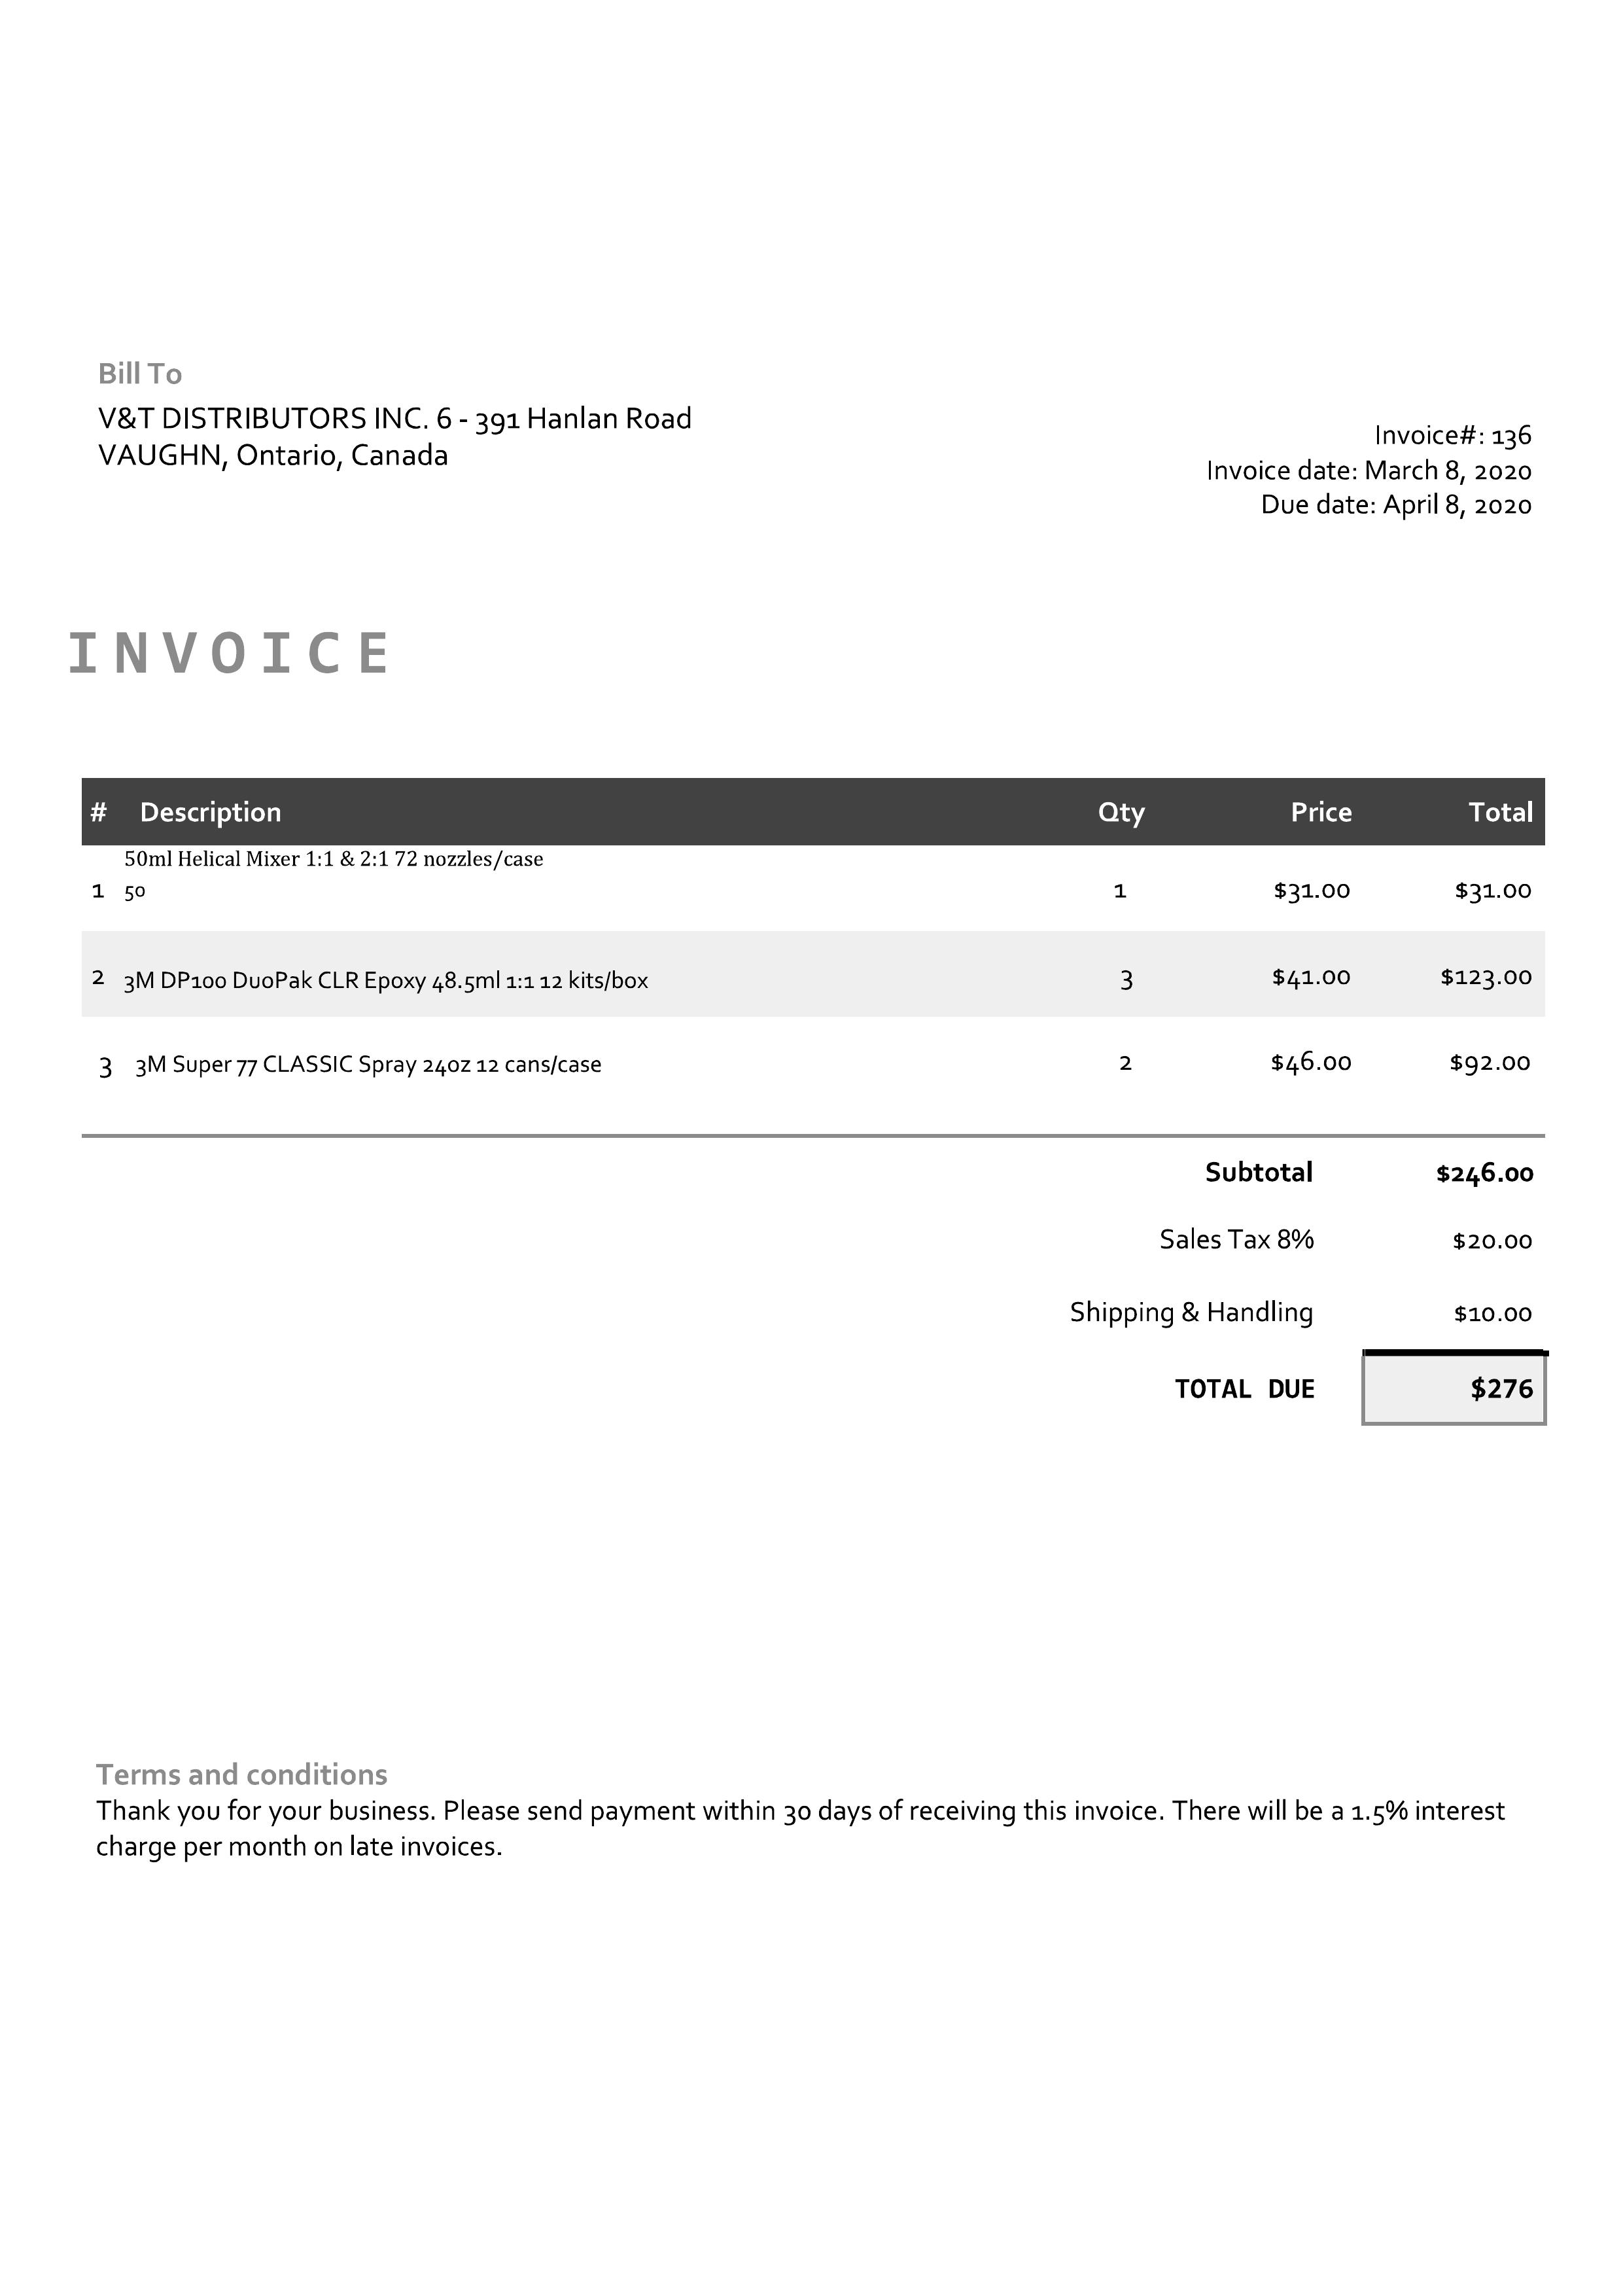 Bill To
V&T DISTRIBUTORS INC. 6 - 391 Hanlan Road
VAUGHN, Ontario, Canada
Invoice#: 136
Invoice date: March 8, 2020
Due date: April 8, 2020
INVOICE
# Description Qty Price Total
50ml Helical Mixer 1:1 & 2:1 72 nozzles/case
1 50 1 $31.00 $31.00
2 3M DP100 DuoPak CLR Epoxy 48.5ml 1:1 12 kits/box 3 $41.00 $123.00
3 3M Super 77 CLASSIC Spray 24oz 12 cans/case 2 $46.00 $92.00
Subtotal $246.00
Sales Tax 8% $20.00
Shipping & Handling $10.00
TOTAL DUE $276
Terms and conditions
Thank you for your business. Please send payment within 30 days of receiving this invoice. There will be a 1.5% interest
charge per month on late invoices.